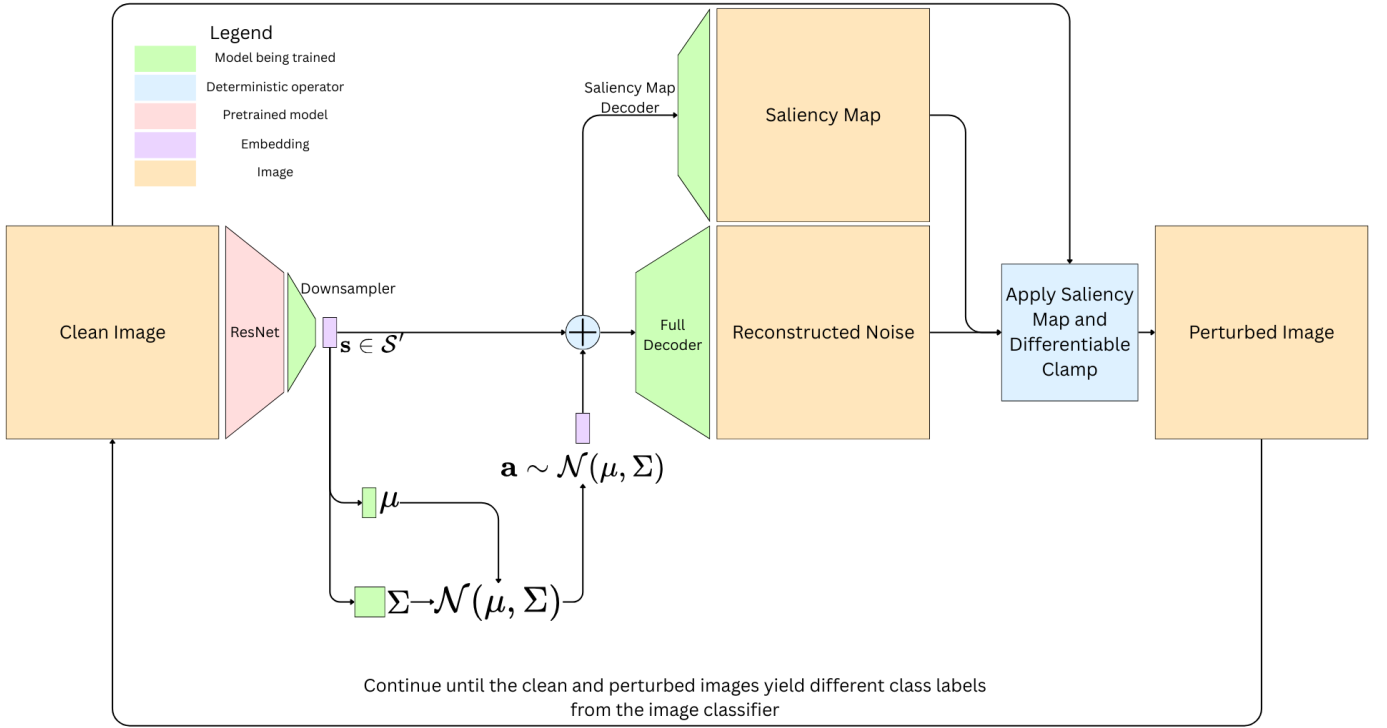 Legend
Model being trained
Deterministic operator
Pretrained model
Embedding
Image
Saliency Map
Decoder
Saliency Map
Clean Image
ResNet
Downsampler
s ∈ 𝒮′
Full
Decoder
Reconstructed Noise
Apply Saliency
Map and
Differentiable
Clamp
Perturbed Image
a ∼ 𝒩(μ, Σ)
μ
Σ
𝒩(μ, Σ)
Continue until the clean and perturbed images yield different class labels
from the image classifier